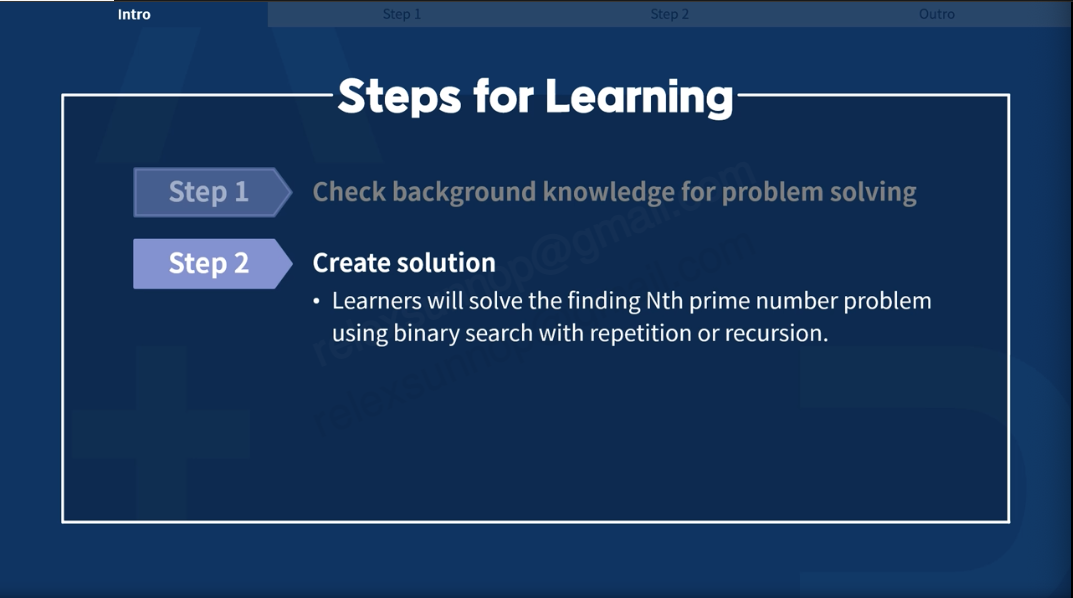 Intro
Step 1
Step 2
Outro
Steps for Learning
Step 1
Check background knowledge for problem solving
Step 2
Create solution
• Learners will solve the finding Nth prime number problem
using binary search with repetition or recursion.